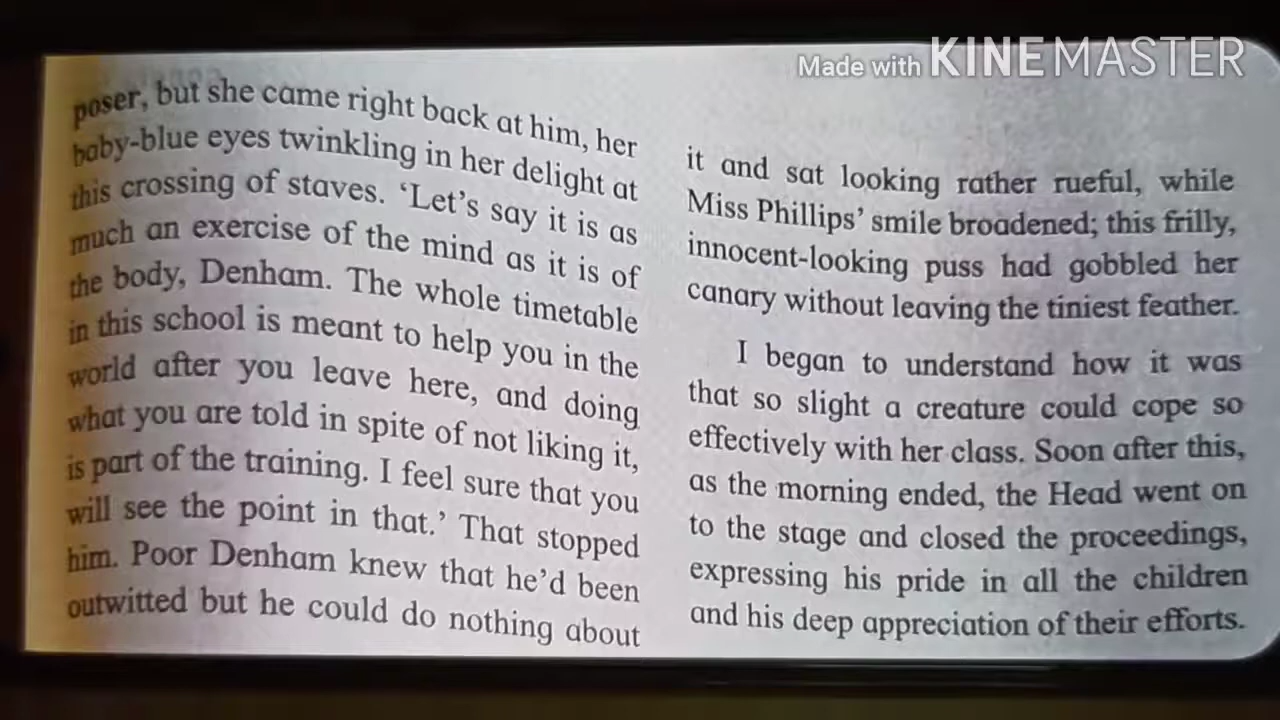 Made with KINEMASTER
poser, but she came right back at him, her
baby-blue eyes twinkling in her delight at
this crossing of staves. ‘Let’s say it is as
much an exercise of the mind as it is of
the body, Denham. The whole timetable
in this school is meant to help you in the
world after you leave here, and doing
what you are told in spite of not liking it,
is part of the training. I feel sure that you
will see the point in that.’ That stopped
him. Poor Denham knew that he’d been
outwitted but he could do nothing about
it and sat looking rather rueful, while
Miss Phillips’ smile broadened; this frilly,
innocent-looking puss had gobbled her
canary without leaving the tiniest feather.
I began to understand how it was
that so slight a creature could cope so
effectively with her class. Soon after this,
as the morning ended, the Head went on
to the stage and closed the proceedings,
expressing his pride in all the children
and his deep appreciation of their efforts.